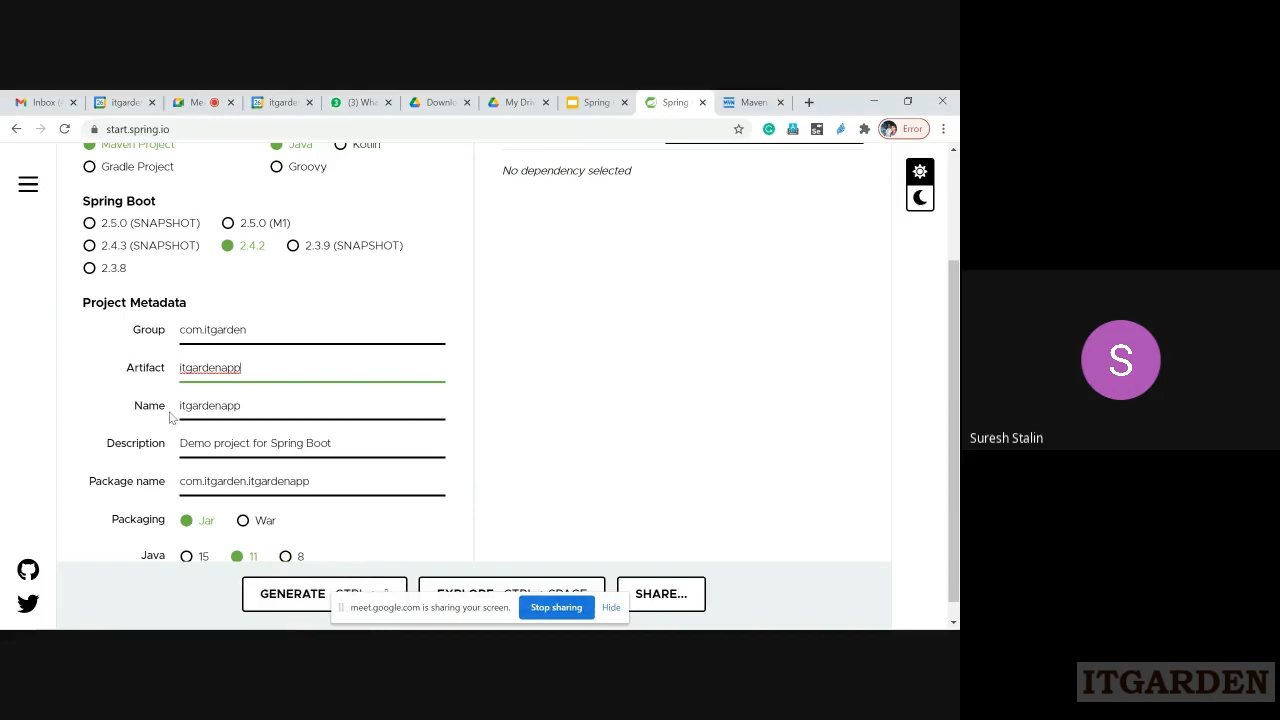 Inbox (
itgarde
Me
itgarde
(3) Wha
Downlo
My Driv
Spring
Spring
Maven
start.spring.io
Error
Maven Project
Java
Kotlin
Gradle Project
Groovy
No dependency selected
Spring Boot
2.5.0 (SNAPSHOT)
2.5.0 (M1)
2.4.3 (SNAPSHOT)
2.4.2
2.3.9 (SNAPSHOT)
2.3.8
Project Metadata
Group com.itgarden
Artifact itgardenapp
Name itgardenapp
Description Demo project for Spring Boot
Package name com.itgarden.itgardenapp
Packaging Jar War
Java 15 11 8
GENERATE
SHARE...
meet.google.com is sharing your screen. Stop sharing Hide
S
Suresh Stalin
ITGARDEN